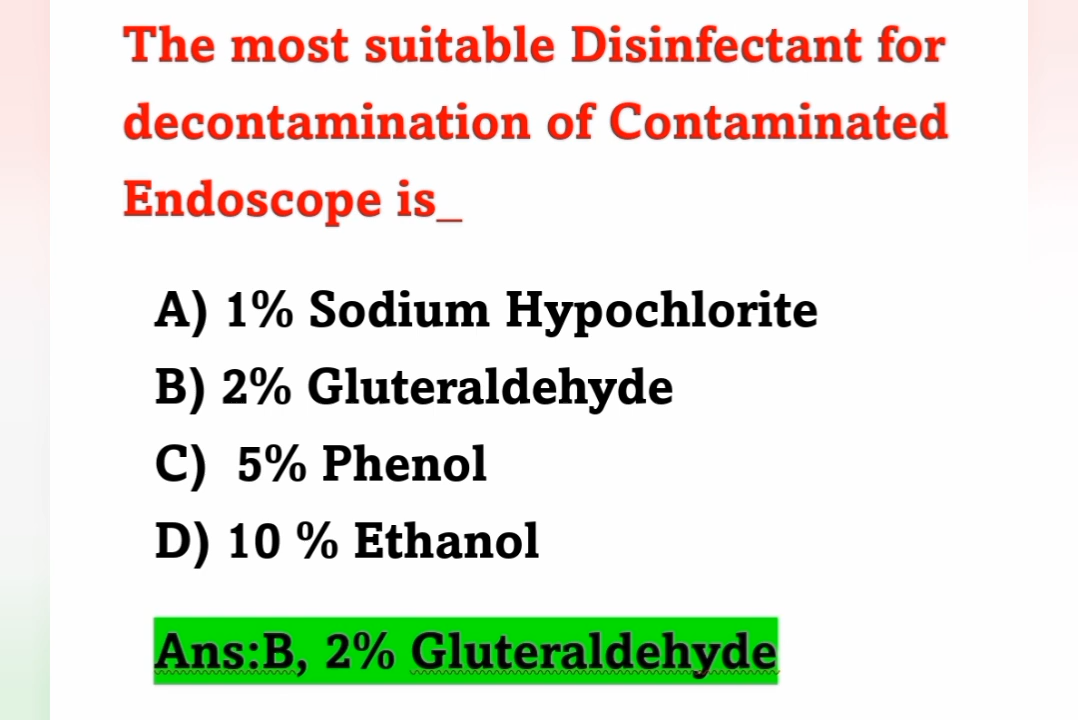 The most suitable Disinfectant for
decontamination of Contaminated
Endoscope is_
A) 1% Sodium Hypochlorite
B) 2% Gluteraldehyde
C) 5% Phenol
D) 10 % Ethanol
Ans:B, 2% Gluteraldehyde